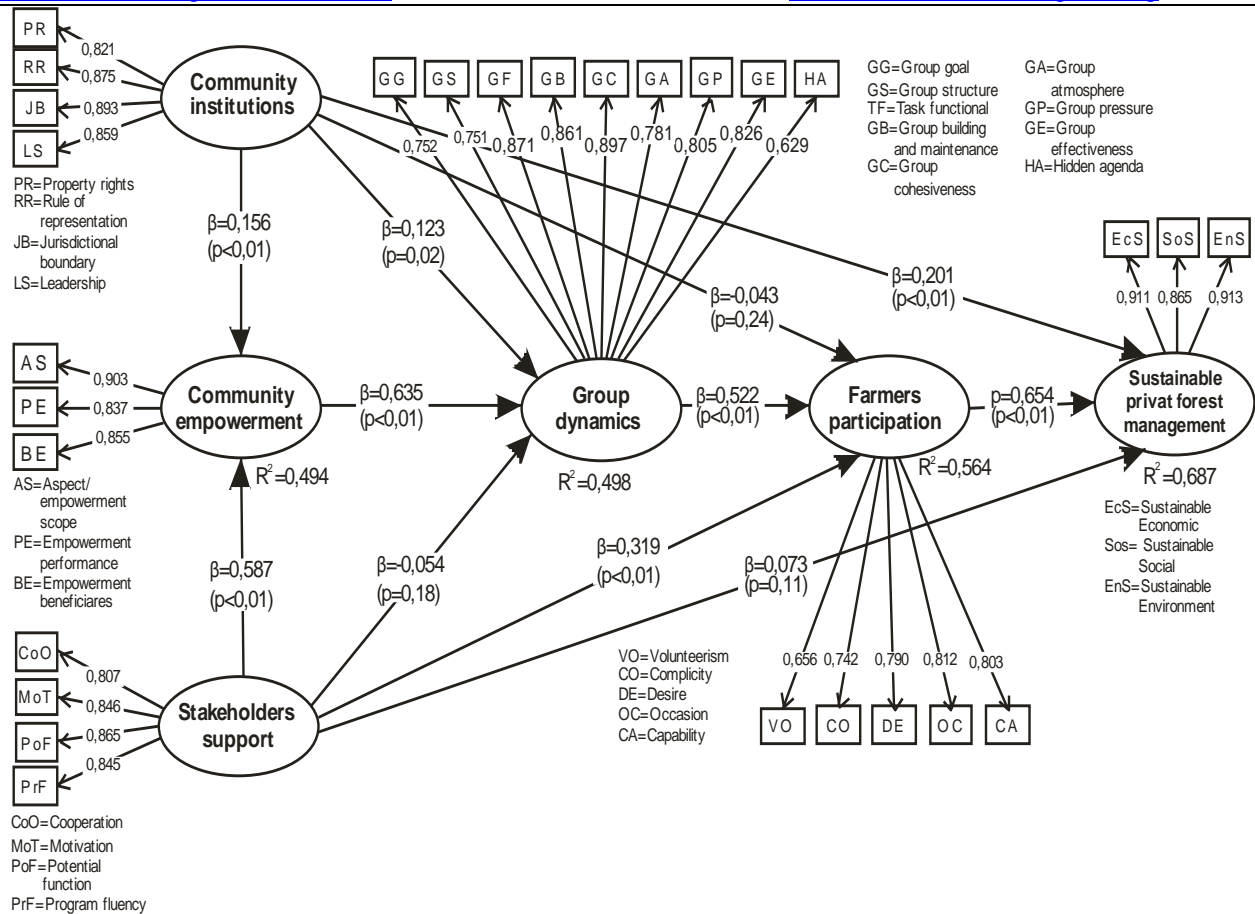 PR
RR
JB
LS
0,821
0,875
0,893
0,859
Community
institutions
PR=Property rights
RR=Rule of
representation
JB=Jurisdictional
boundary
LS=Leadership
GG
GS
GF
GB
GC
GA
GP
GE
HA
0,752
0,751
0,871
0,861
0,897
0,781
0,805
0,826
0,629
GG=Group goal
GS=Group structure
TF=Task functional
GB=Group building
and maintenance
GC=Group
cohesiveness
GA=Group
atmosphere
GP=Group pressure
GE=Group
effectiveness
HA=Hidden agenda
β=0,156
(p<0,01)
β=0,123
(p=0,02)
β=-0,043
(p=0,24)
β=0,201
(p<0,01)
EcS
SoS
EnS
0,911
0,865
0,913
AS
PE
BE
0,903
0,837
0,855
Community
empowerment
R²=0,494
β=0,635
(p<0,01)
Group
dynamics
R²=0,498
β=0,522
(p<0,01)
Farmers
participation
R²=0,564
p=0,654
(p<0,01)
Sustainable
privat forest
management
R²=0,687
AS=Aspect/
empowerment
scope
PE=Empowerment
performance
BE=Empowerment
beneficiares
EcS=Sustainable
Economic
Sos= Sustainable
Social
EnS=Sustainable
Environment
β=0,587
(p<0,01)
β=-0,054
(p=0,18)
β=0,319
(p<0,01)
β=0,073
(p=0,11)
CoO
MoT
PoF
PrF
0,807
0,846
0,865
0,845
Stakeholders
support
CoO=Cooperation
MoT=Motivation
PoF=Potential
function
PrF=Program fluency
VO=Volunteerism
CO=Complicity
DE=Desire
OC=Occasion
CA=Capability
0,656
0,742
0,790
0,812
0,803
VO
CO
DE
OC
CA